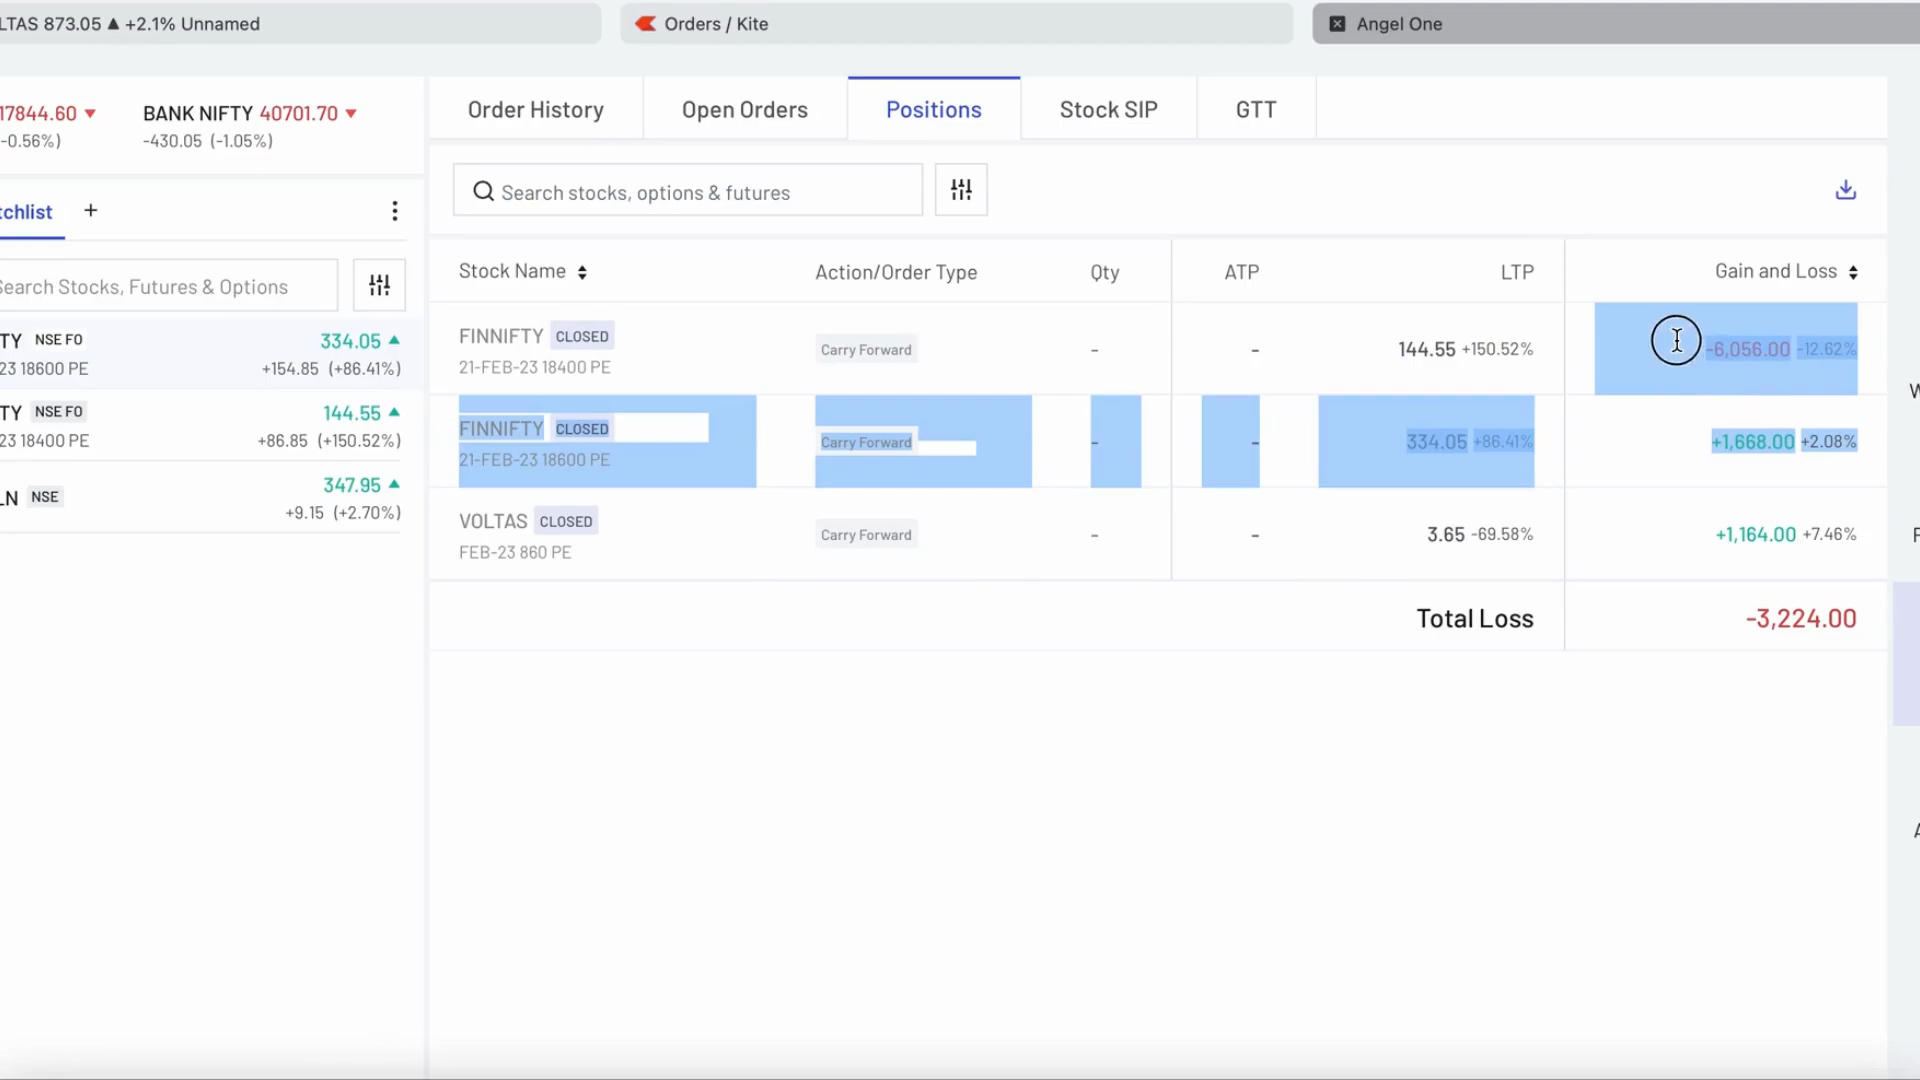 LTAS 873.05 ▲ +2.1% Unnamed
Orders / Kite
Angel One
17844.60 ▼
-0.56%)
BANK NIFTY 40701.70 ▼
-430.05 (-1.05%)
tchlist +
Search Stocks, Futures & Options
TY NSE FO 334.05 ▲
23 18600 PE +154.85 (+86.41%)
TY NSE FO 144.55 ▲
23 18400 PE +86.85 (+150.52%)
LN NSE 347.95 ▲
+9.15 (+2.70%)
Order History Open Orders Positions Stock SIP GTT
Search stocks, options & futures
Stock Name Action/Order Type Qty ATP LTP Gain and Loss
FINNIFTY CLOSED
21-FEB-23 18400 PE
Carry Forward - - 144.55 +150.52% -6,056.00 -12.62%
FINNIFTY CLOSED
21-FEB-23 18600 PE
Carry Forward - - 334.05 +86.41% +1,668.00 +2.08%
VOLTAS CLOSED
FEB-23 860 PE
Carry Forward - - 3.65 -69.58% +1,164.00 +7.46%
Total Loss -3,224.00